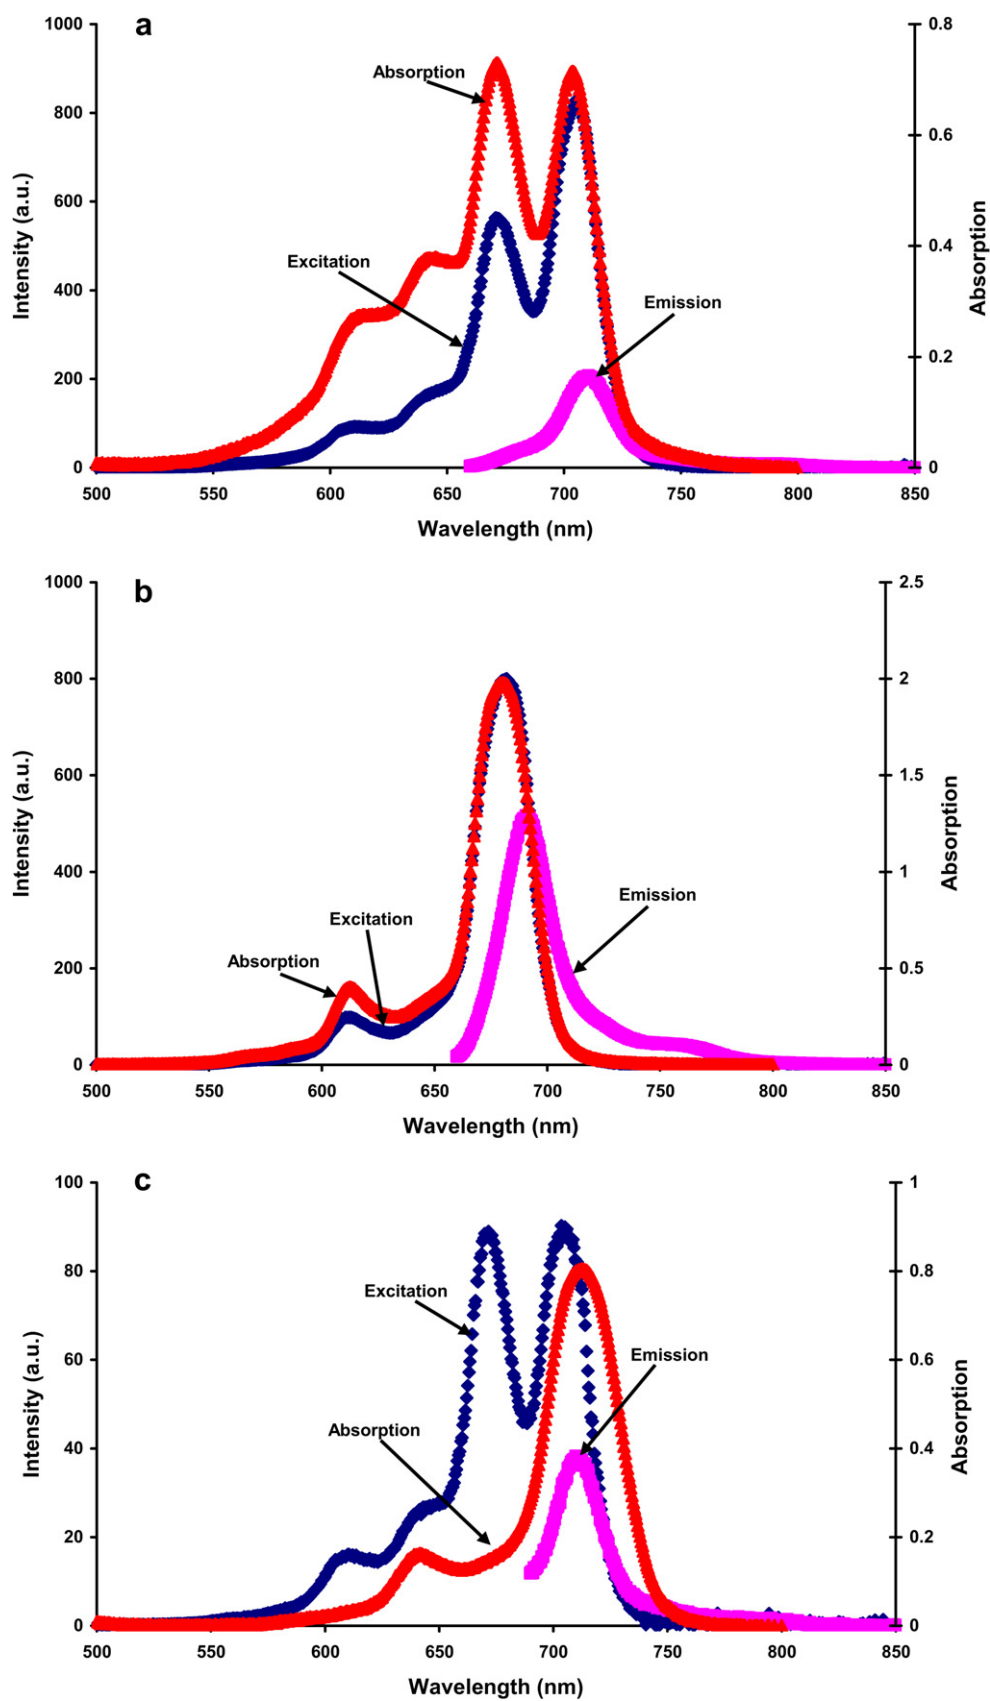 a
1000
800
600
400
200
0
0.8
0.6
0.4
0.2
0
Absorption
Excitation
Emission
Intensity (a.u.)
Absorption
500 550 600 650 700 750 800 850
Wavelength (nm)
b
1000
800
600
400
200
0
2.5
2
1.5
1
0.5
0
Emission
Excitation
Absorption
Intensity (a.u.)
Absorption
500 550 600 650 700 750 800 850
Wavelength (nm)
c
100
80
60
40
20
0
1
0.8
0.6
0.4
0.2
0
Excitation
Emission
Absorption
Intensity (a.u.)
Absorption
500 550 600 650 700 750 800 850
Wavelength (nm)